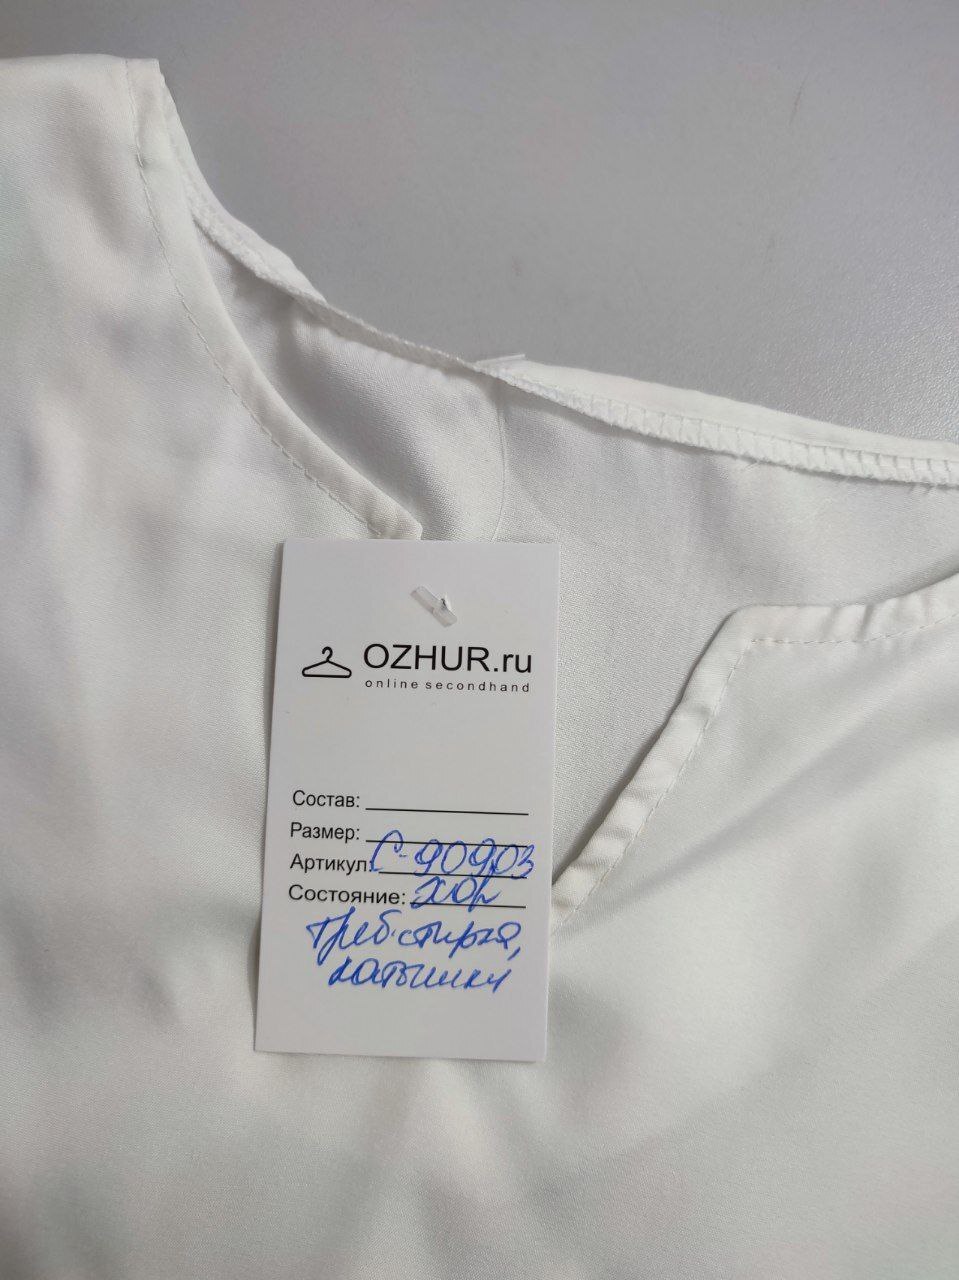 OZHUR.ru
online secondhand
Состав:
Размер:
Артикул: С-90903
Состояние: хор
треб. стирка,
катышки